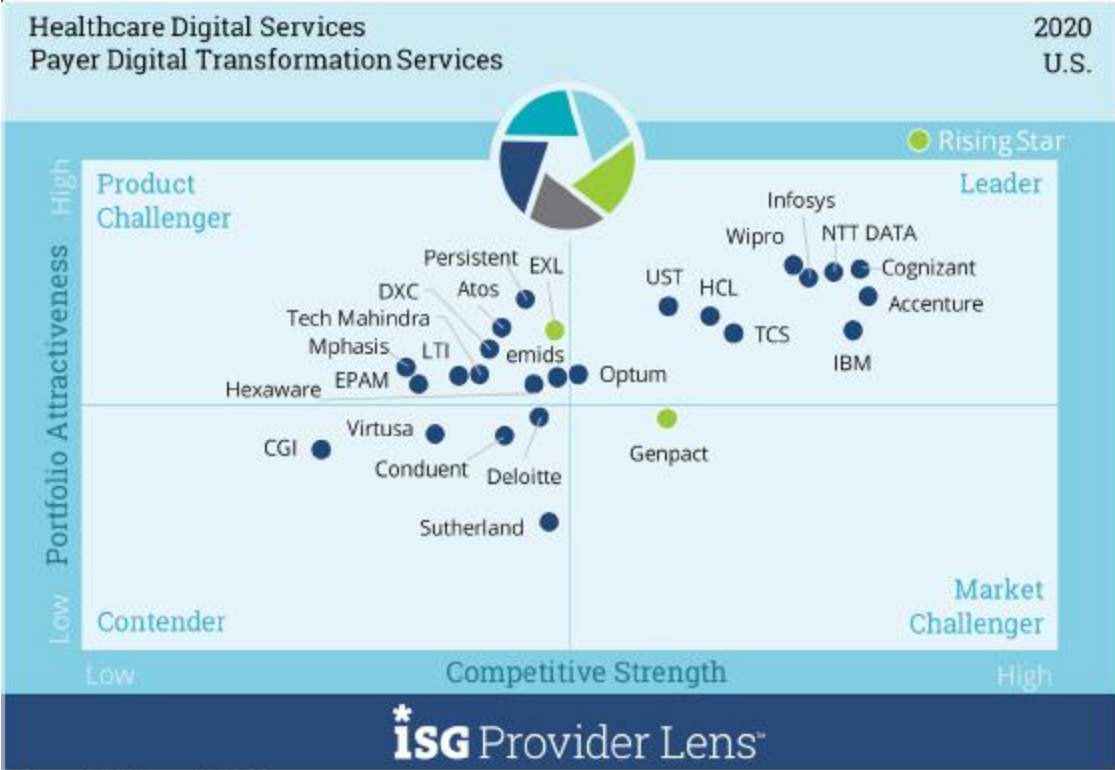 Healthcare Digital Services
2020
Payer Digital Transformation Services
U.S.
Rising Star
High
Product
Challenger
Leader
Infosys
Wipro
NTT DATA
Persistent
EXL
Cognizant
UST
HCL
DXC
Atos
Accenture
Tech Mahindra
TCS
Mphasis
LTI
emids
IBM
EPAM
Optum
Hexaware
Portfolio Attractiveness
Virtusa
CGI
Genpact
Conduent
Deloitte
Sutherland
Low
Contender
Market
Challenger
Low
Competitive Strength
High
ISG Provider Lens™